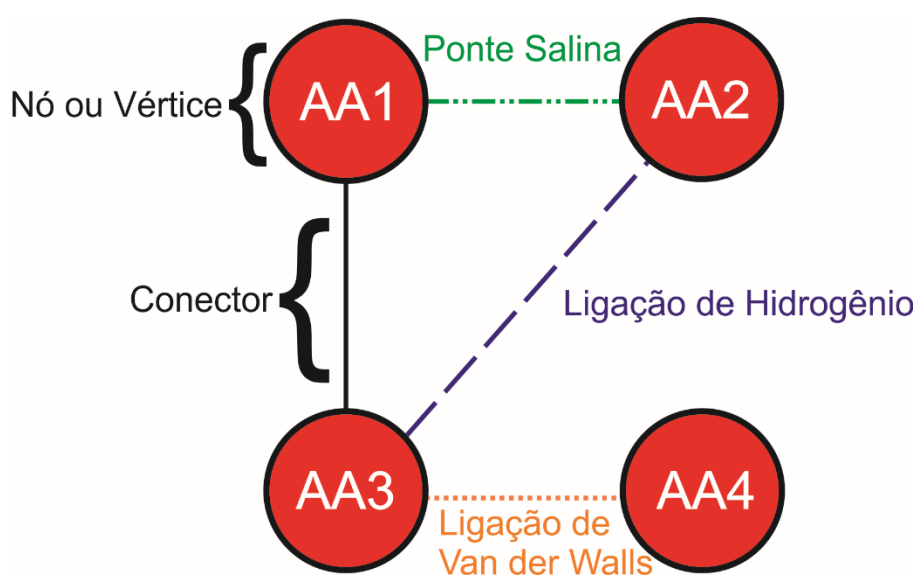 Ponte Salina
Nó ou Vértice
AA1
AA2
Conector
Ligação de Hidrogênio
AA3
AA4
Ligação de
Van der Walls